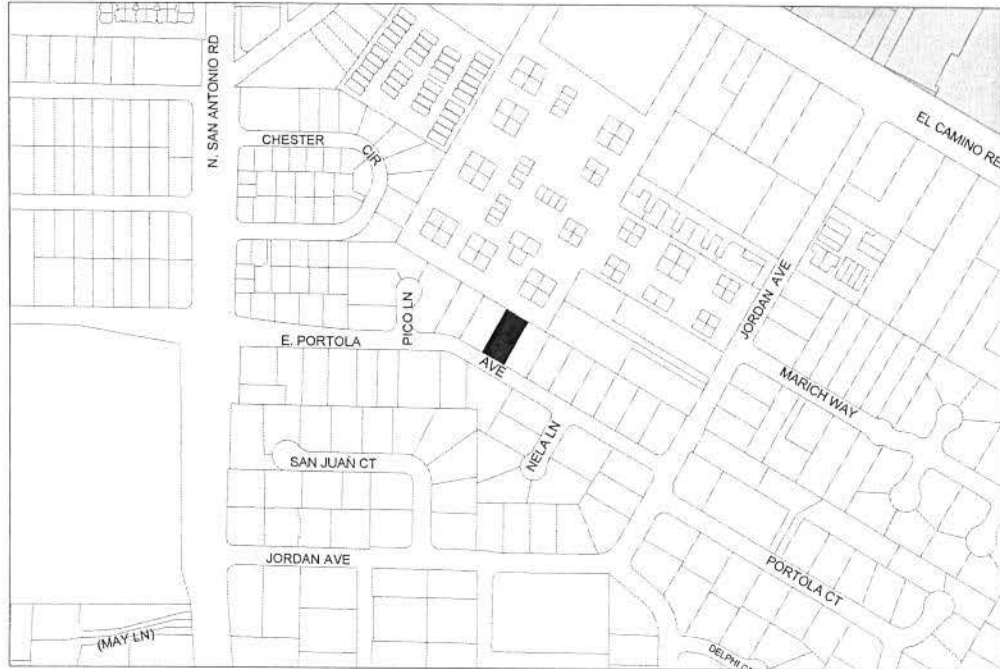 N. SAN ANTONIO RD
CHESTER
CIR
EL CAMINO RE
JORDAN AVE
PICO LN
E. PORTOLA
AVE
MARICH WAY
NELA LN
SAN JUAN CT
JORDAN AVE
PORTOLA CT
(MAY LN)
DELPHI